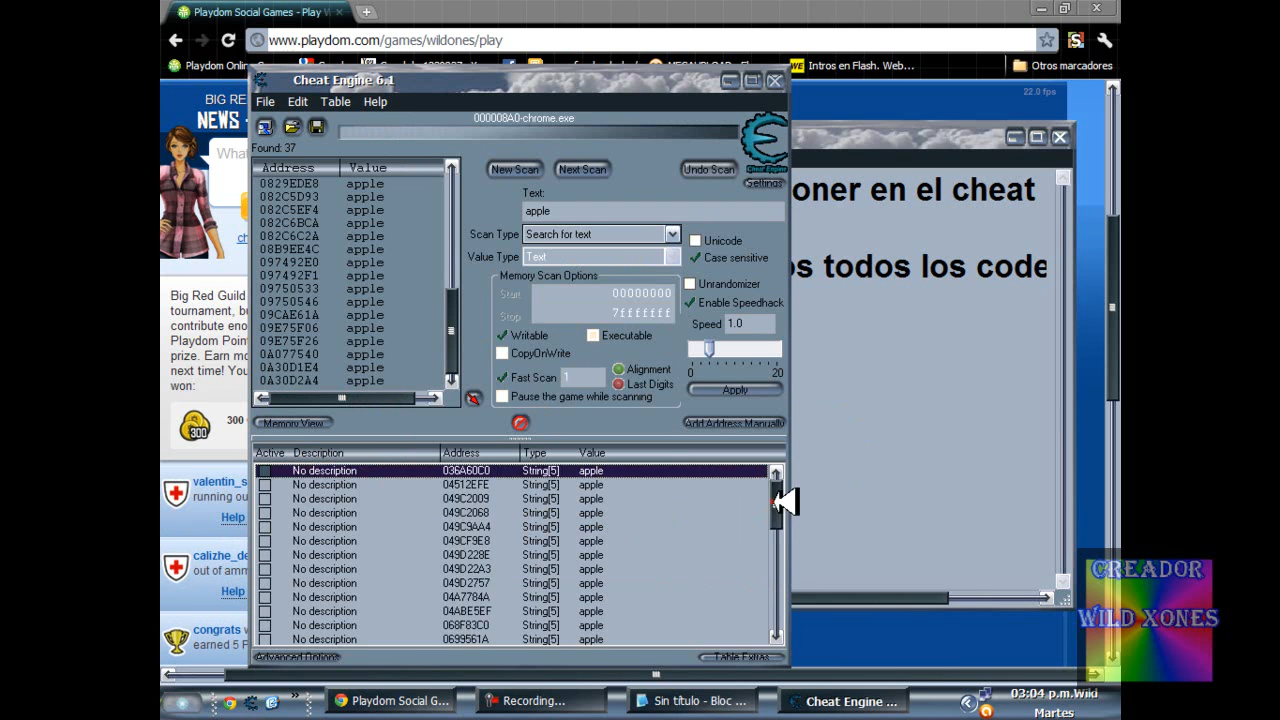 Playdom Social Games - Play
www.playdom.com/games/wildones/play
Intros en Flash. Web...
Otros marcadores
22.0 fps
BIG RE
NEWS -
Wha
Cheat Engine 6.1
File Edit Table Help
000008A0-chrome.exe
Found: 37
Address Value
0829EDE8 apple
082C5D93 apple
082C5EF4 apple
082C6BCA apple
082C6C2A apple
08B9EE4C apple
097492E0 apple
097492F1 apple
09750533 apple
09750546 apple
09CAE61A apple
09E75F06 apple
09E75F26 apple
0A077540 apple
0A30D1E4 apple
0A30D2A4 apple
New Scan Next Scan Undo Scan
Cheat Engine
Settings
Text:
apple
Scan Type Search for text
Value Type Text
Unicode
Case sensitive
Memory Scan Options
Start 00000000
Stop 7fffffff
Writable Executable
CopyOnWrite
Fast Scan 1 Alignment
Last Digits
Pause the game while scanning
Unrandomizer
Enable Speedhack
Speed 1.0
0 20
Apply
Memory View
Add Address Manually
Active Description Address Type Value
No description 036A60C0 String[5] apple
No description 04512EFE String[5] apple
No description 049C2009 String[5] apple
No description 049C2068 String[5] apple
No description 049C9AA4 String[5] apple
No description 049CF9E8 String[5] apple
No description 049D228E String[5] apple
No description 049D22A3 String[5] apple
No description 049D2757 String[5] apple
No description 04A7784A String[5] apple
No description 04ABE5EF String[5] apple
No description 068F83C0 String[5] apple
No description 0699561A String[5] apple
Advanced Options
Table Extras
oner en el cheat
os todos los code
Big Red Guild
tournament, b
contribute eno
Playdom Poin
prize. Earn mo
next time! You
won:
300
300
valentin_s
running ou
Help
calizhe_de
out of amm
Help
congrats
earned 5 P
CREADOR
WILD XONES
Playdom Social G...
Recording...
Sin título - Bloc ...
Cheat Engine ...
03:04 p.m. Wiki
Martes